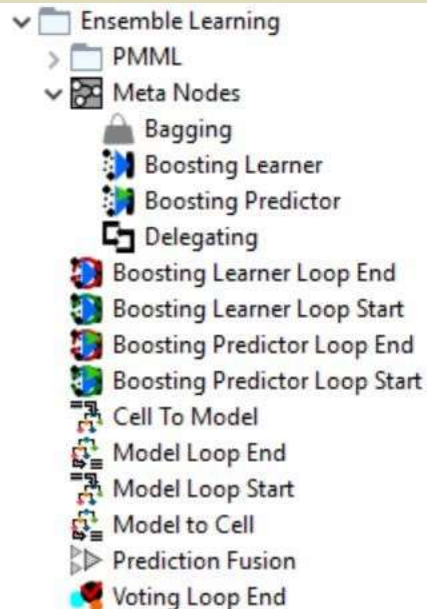 Ensemble Learning
PMML
Meta Nodes
Bagging
Boosting Learner
Boosting Predictor
Delegating
Boosting Learner Loop End
Boosting Learner Loop Start
Boosting Predictor Loop End
Boosting Predictor Loop Start
Cell To Model
Model Loop End
Model Loop Start
Model to Cell
Prediction Fusion
Voting Loop End